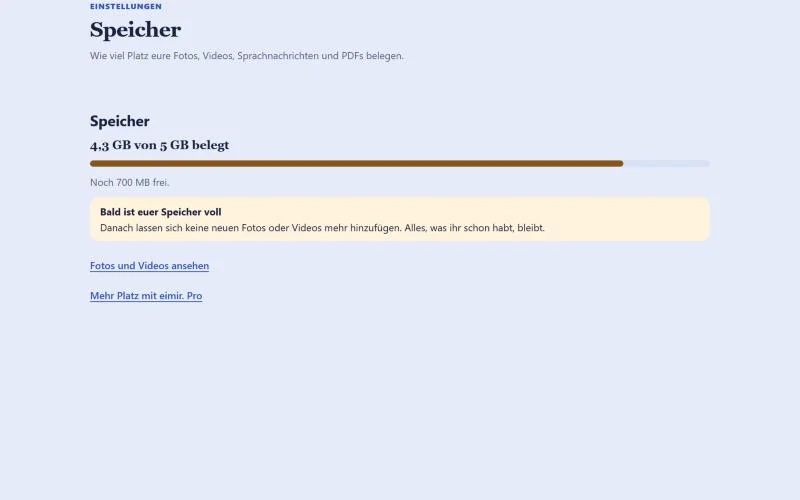 EINSTELLUNGEN
Speicher
Wie viel Platz eure Fotos, Videos, Sprachnachrichten und PDFs belegen.
Speicher
4,3 GB von 5 GB belegt
Noch 700 MB frei.
Bald ist euer Speicher voll
Danach lassen sich keine neuen Fotos oder Videos mehr hinzufügen. Alles, was ihr schon habt, bleibt.
Fotos und Videos ansehen
Mehr Platz mit eimir. Pro